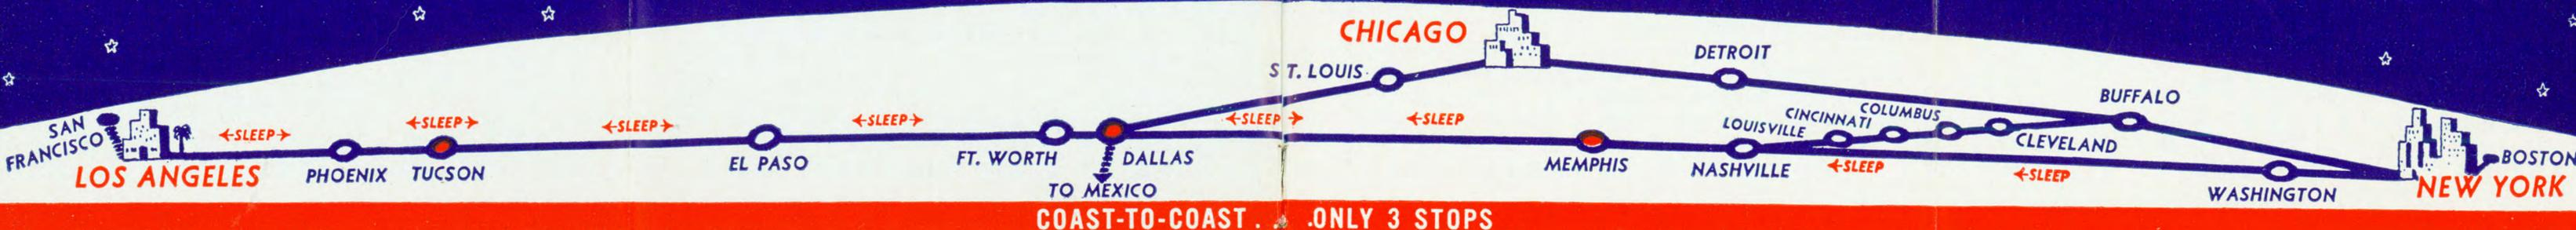 CHICAGO
DETROIT
ST. LOUIS
BUFFALO
SAN
FRANCISCO
←SLEEP→
←SLEEP→
←SLEEP→
←SLEEP→
←SLEEP→
←SLEEP
CINCINNATI
COLUMBUS
LOUISVILLE
CLEVELAND
LOS ANGELES
PHOENIX
TUCSON
EL PASO
FT. WORTH
DALLAS
TO MEXICO
MEMPHIS
NASHVILLE
←SLEEP
←SLEEP
WASHINGTON
BOSTON
NEW YORK
COAST-TO-COAST . . .ONLY 3 STOPS